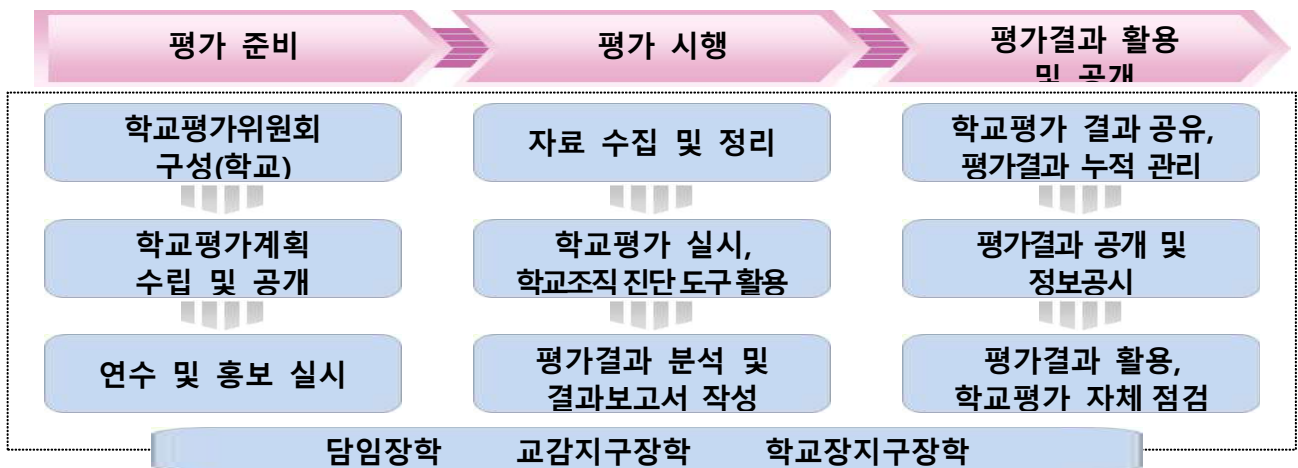 평가 준비
평가 시행
평가결과 활용
및 공개
학교평가위원회
구성(학교)
학교평가계획
수립 및 공개
연수 및 홍보 실시
자료 수집 및 정리
학교평가 실시,
학교조직 진단 도구 활용
평가결과 분석 및
결과보고서 작성
학교평가 결과 공유,
평가결과 누적 관리
평가결과 공개 및
정보공시
평가결과 활용,
학교평가 자체 점검
담임장학 교감지구장학 학교장지구장학